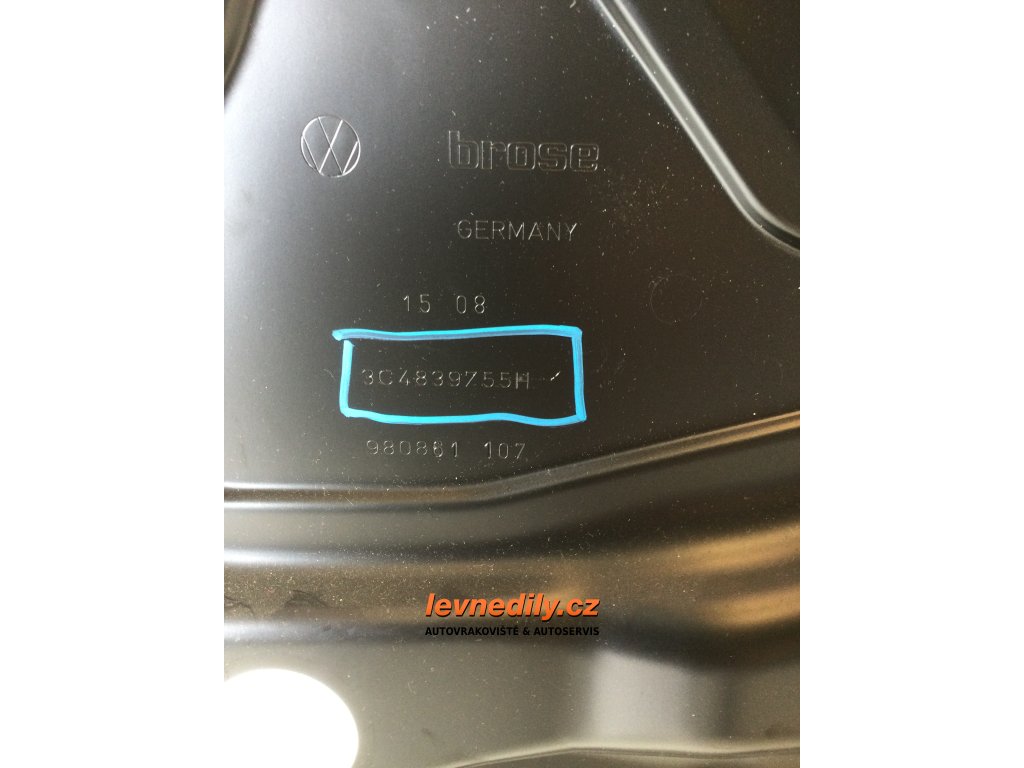 brose
GERMANY
15 08
3C4839755H
980861 107
levnedily.cz
AUTOVRAKOVIŠTĚ & AUTOSERVIS